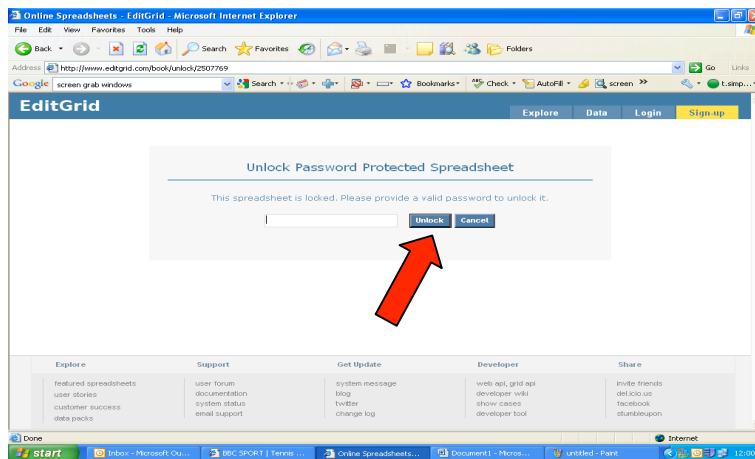 Online Spreadsheets - EditGrid - Microsoft Internet Explorer
File Edit View Favorites Tools Help
Back Search Favorites Folders
Address http://www.editgrid.com/book/unlock/2507769 Go Links
Google screen grab windows Search Bookmarks Check AutoFill screen >> t.simp...
EditGrid
Explore Data Login Sign-up
Unlock Password Protected Spreadsheet
This spreadsheet is locked. Please provide a valid password to unlock it.
Unlock Cancel
Explore Support Get Update Developer Share
featured spreadsheets user forum system message web api, grid api invite friends
user stories documentation blog developer wiki del.icio.us
customer success system status twitter show cases facebook
data packs email support change log developer tool stumbleupon
Done Internet
start Inbox - Microsoft Ou... BBC SPORT | Tennis ... Online Spreadsheets... Document1 - Micros... untitled - Paint 12:00